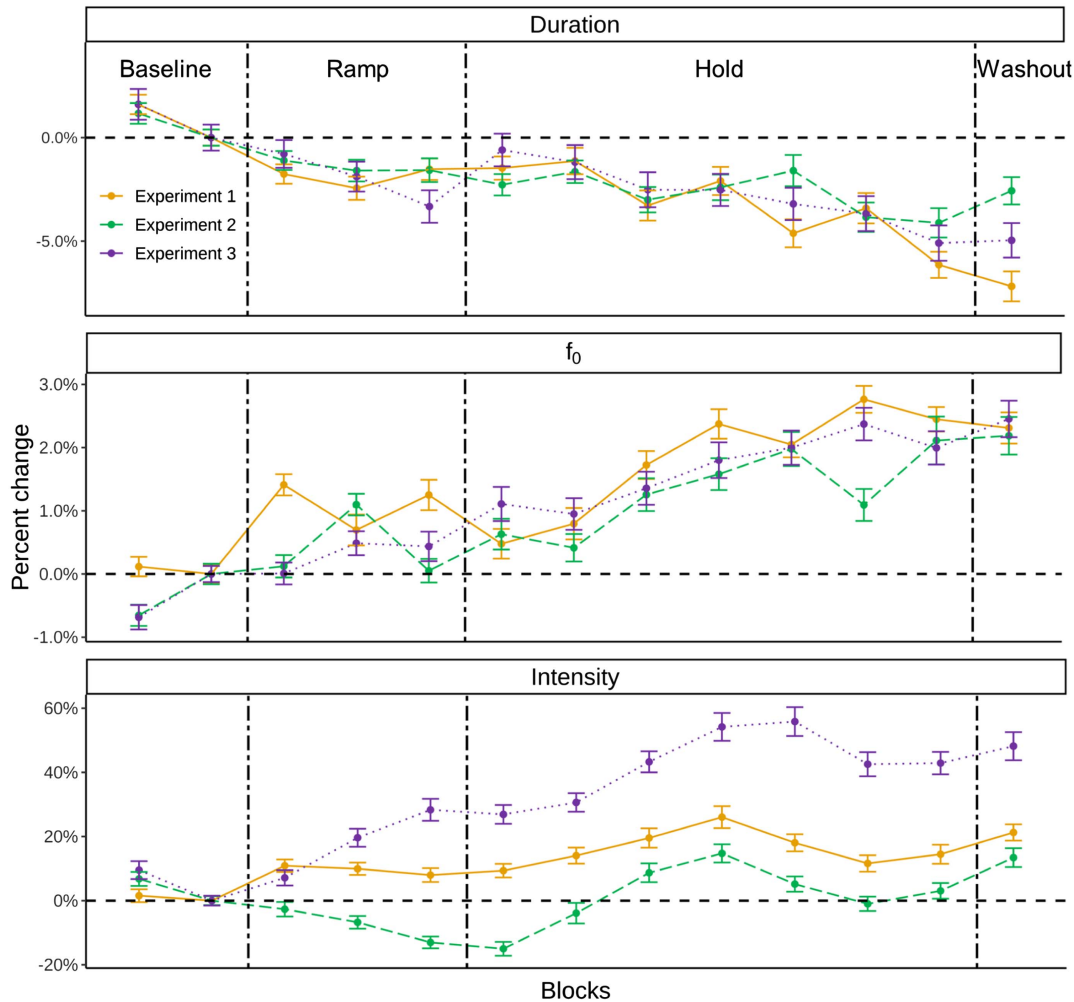 Duration
Baseline Ramp Hold Washout
0.0%
-5.0%
Experiment 1
Experiment 2
Experiment 3
f₀
3.0%
2.0%
1.0%
0.0%
-1.0%
Percent change
Intensity
60%
40%
20%
0%
-20%
Blocks